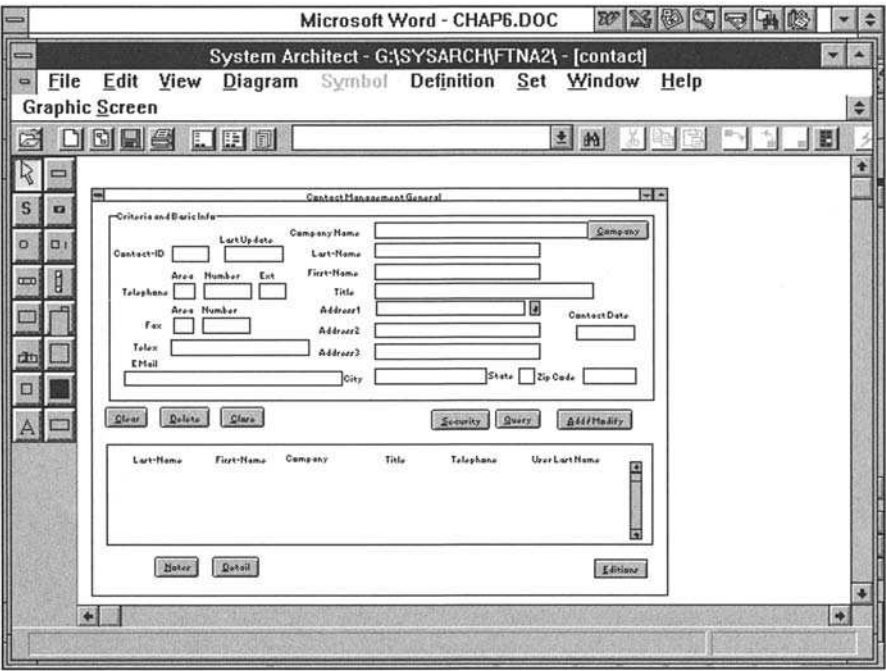 Microsoft Word - CHAP6.DOC
System Architect - G:\SYSARCH\FTNA2\ - [contact]
File Edit View Diagram Symbol Definition Set Window Help
Graphic Screen
S
A
Contact Management General
Criteria and Basic Info
Company Name
Company
Last Update
Contact-ID
Last-Name
First-Name
Area Number Ext
Telephone
Title
Area Number
Address1
Contact Date
Fax
Address2
Telex
Address3
EMail
City
State
Zip Code
Clear Delete Close Security Query Add/Modify
Last-Name First-Name Company Title Telephone User Last Name
Notes Detail Editions